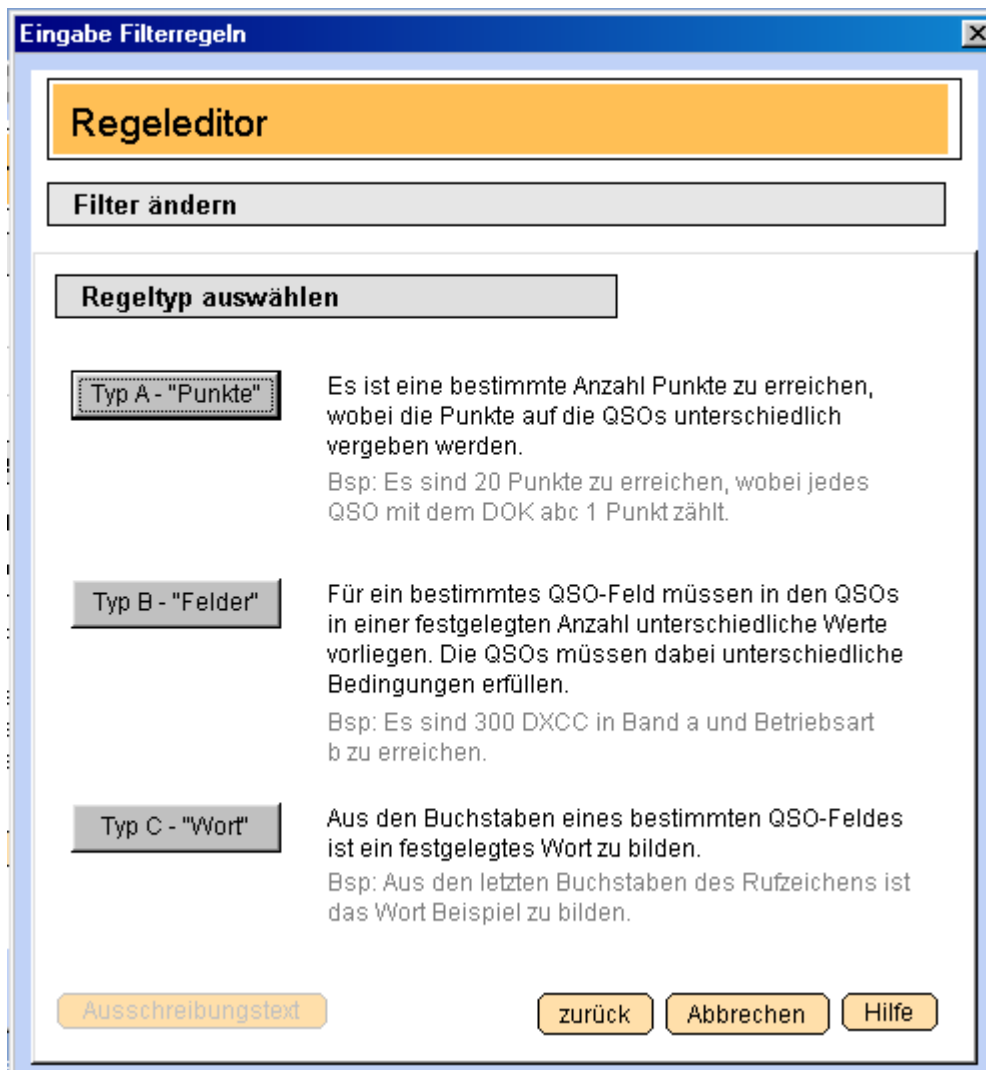 Eingabe Filterregeln
Regeleditor
Filter ändern
Regeltyp auswählen
Typ A - "Punkte"
Es ist eine bestimmte Anzahl Punkte zu erreichen,
wobei die Punkte auf die QSOs unterschiedlich
vergeben werden.
Bsp: Es sind 20 Punkte zu erreichen, wobei jedes
QSO mit dem DOK abc 1 Punkt zählt.
Typ B - "Felder"
Für ein bestimmtes QSO-Feld müssen in den QSOs
in einer festgelegten Anzahl unterschiedliche Werte
vorliegen. Die QSOs müssen dabei unterschiedliche
Bedingungen erfüllen.
Bsp: Es sind 300 DXCC in Band a und Betriebsart
b zu erreichen.
Typ C - "Wort"
Aus den Buchstaben eines bestimmten QSO-Feldes
ist ein festgelegtes Wort zu bilden.
Bsp: Aus den letzten Buchstaben des Rufzeichens ist
das Wort Beispiel zu bilden.
Ausschreibungstext
zurück
Abbrechen
Hilfe